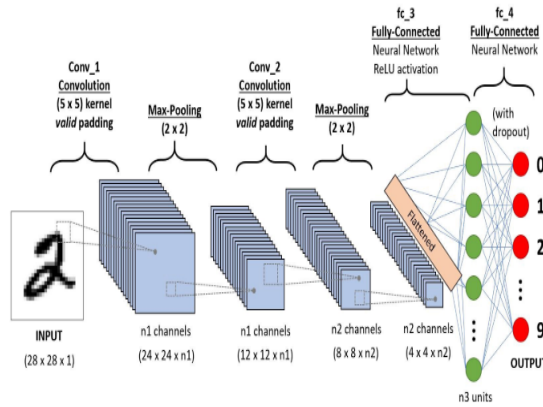 fc_3
Fully-Connected
Neural Network
ReLU activation
fc_4
Fully-Connected
Neural Network
Conv_1
Convolution
(5 x 5) kernel
valid padding
Max-Pooling
(2 x 2)
Conv_2
Convolution
(5 x 5) kernel
valid padding
Max-Pooling
(2 x 2)
(with
dropout)
Flattened
0
1
2
9
2
INPUT
(28 x 28 x 1)
n1 channels
(24 x 24 x n1)
n1 channels
(12 x 12 x n1)
n2 channels
(8 x 8 x n2)
n2 channels
(4 x 4 x n2)
OUTPUT
n3 units